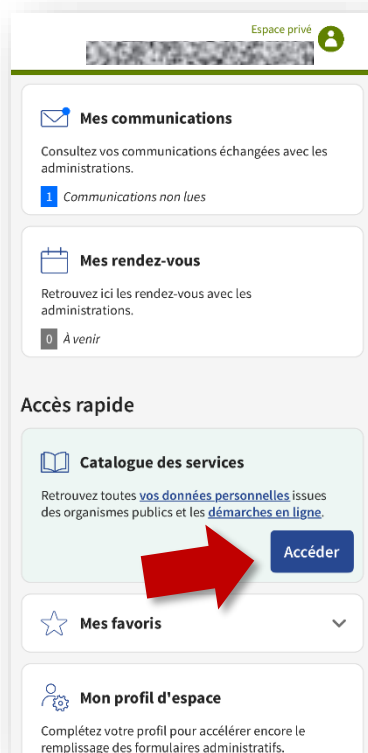 Espace privé
Mes communications
Consultez vos communications échangées avec les
administrations.
1 Communications non lues
Mes rendez-vous
Retrouvez ici les rendez-vous avec les
administrations.
0 À venir
Accès rapide
Catalogue des services
Retrouvez toutes vos données personnelles issues
des organismes publics et les démarches en ligne.
Accéder
Mes favoris
Mon profil d'espace
Complétez votre profil pour accélérer encore le
remplissage des formulaires administratifs.